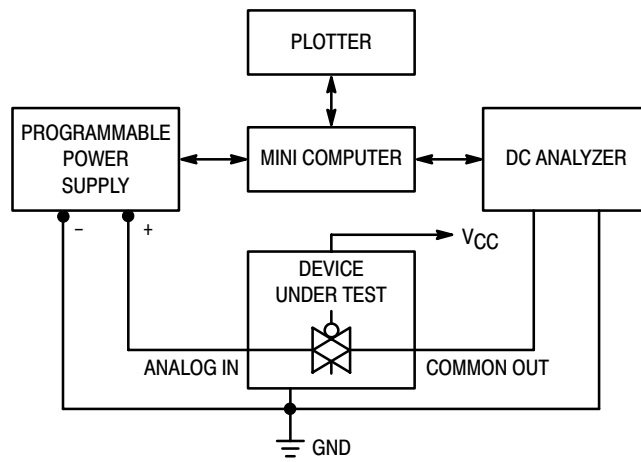 PLOTTER
PROGRAMMABLE
POWER
SUPPLY
MINI COMPUTER
DC ANALYZER
– +
VCC
DEVICE
UNDER TEST
ANALOG IN
COMMON OUT
GND